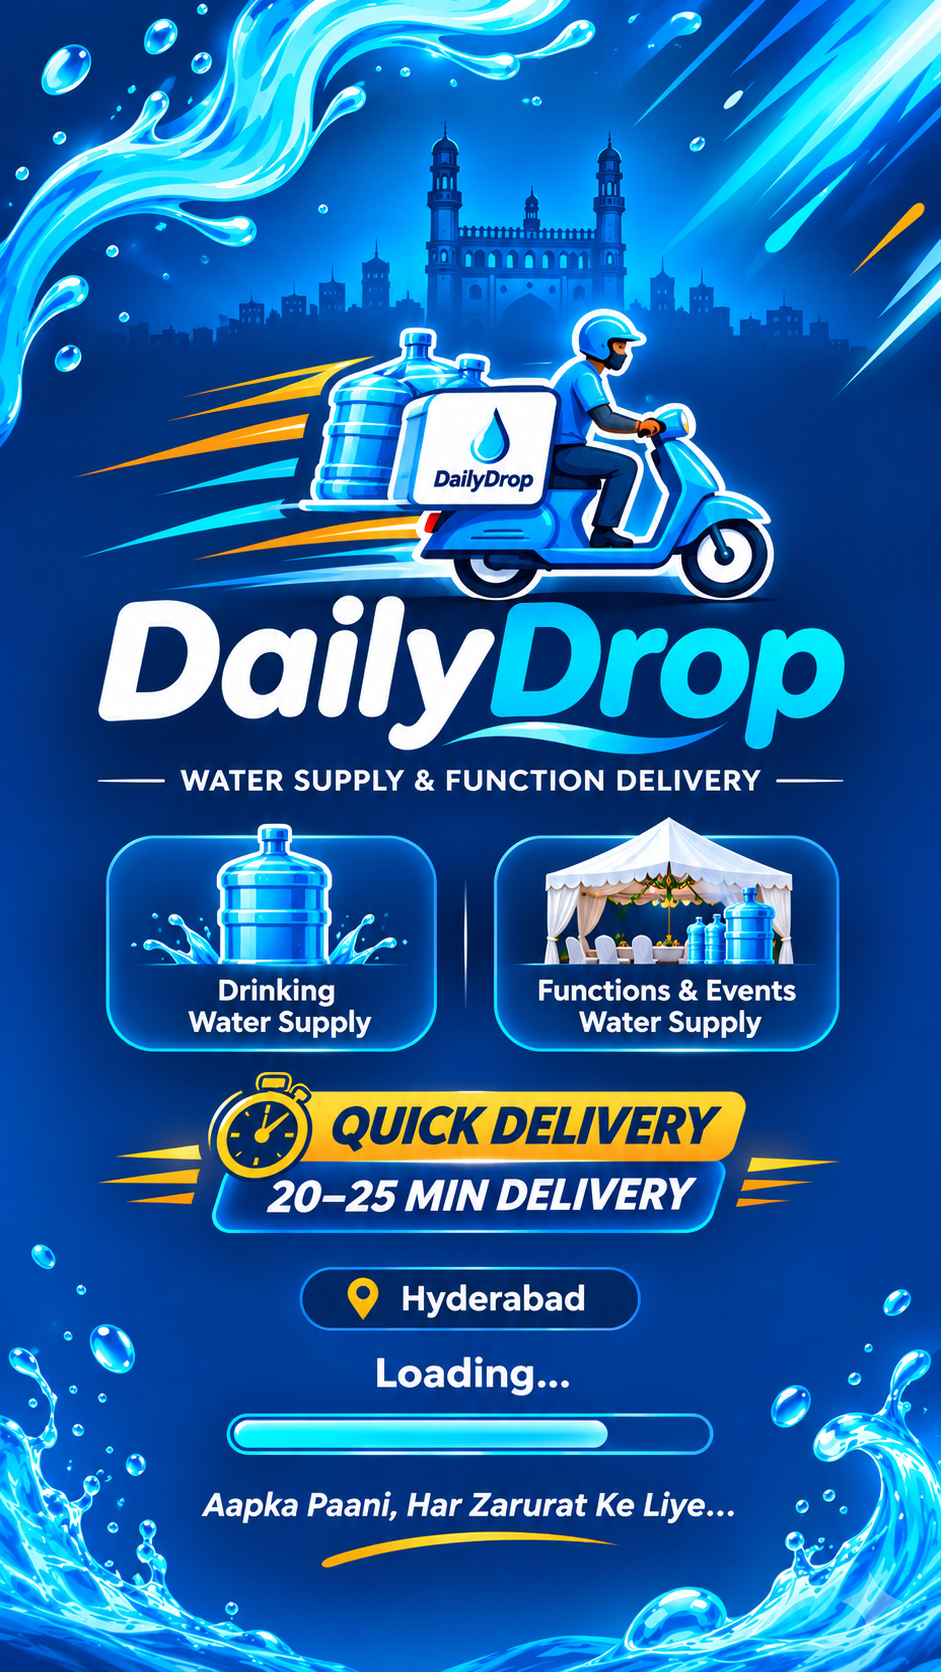 DailyDrop
DailyDrop
WATER SUPPLY & FUNCTION DELIVERY
Drinking
Water Supply
Functions & Events
Water Supply
QUICK DELIVERY
20–25 MIN DELIVERY
Hyderabad
Loading...
Aapka Paani, Har Zarurat Ke Liye...